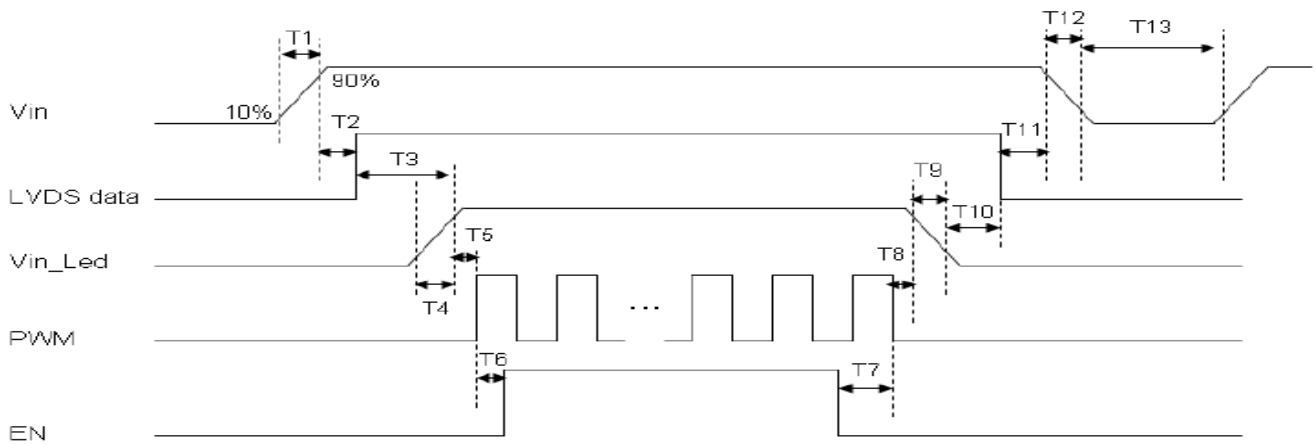 T1
T12
T13
90%
10%
Vin
T2
T11
T3
T9
LVDS data
T10
T5
Vin_Led
T8
T4
...
PWM
T6
T7
EN